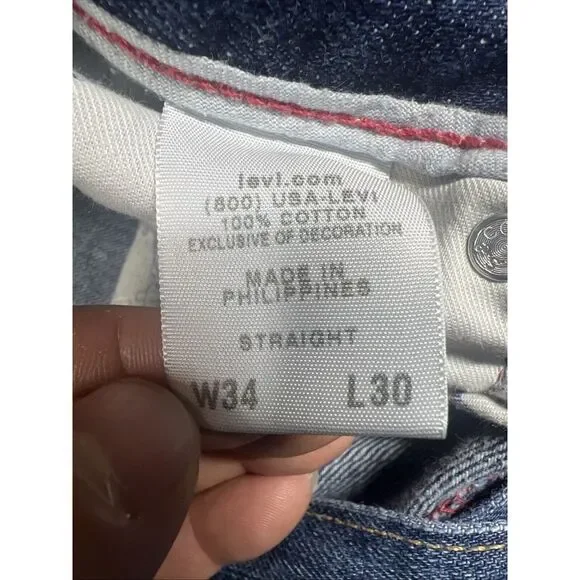 levi.com
(800) USA-LEVI
100% COTTON
EXCLUSIVE OF DECORATION
MADE IN
PHILIPPINES
STRAIGHT
W34 L30